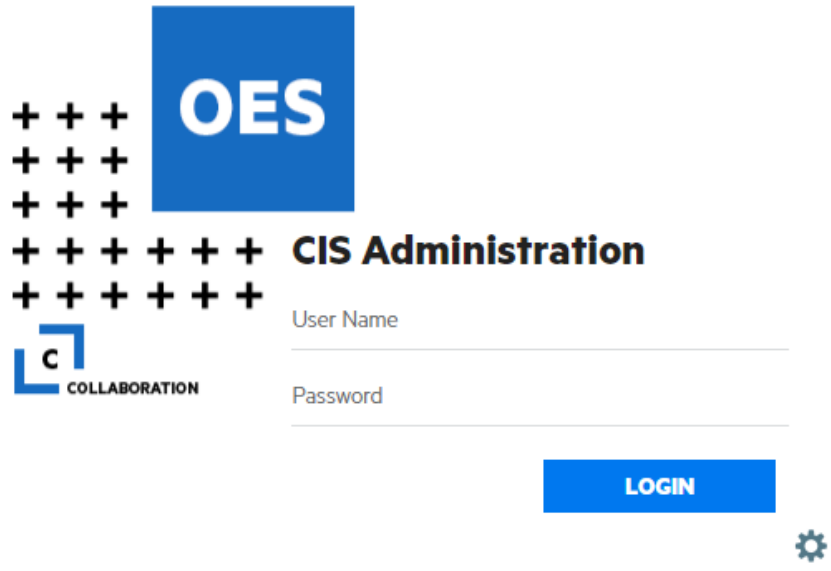 OES
CIS Administration
User Name
C
COLLABORATION
Password
LOGIN